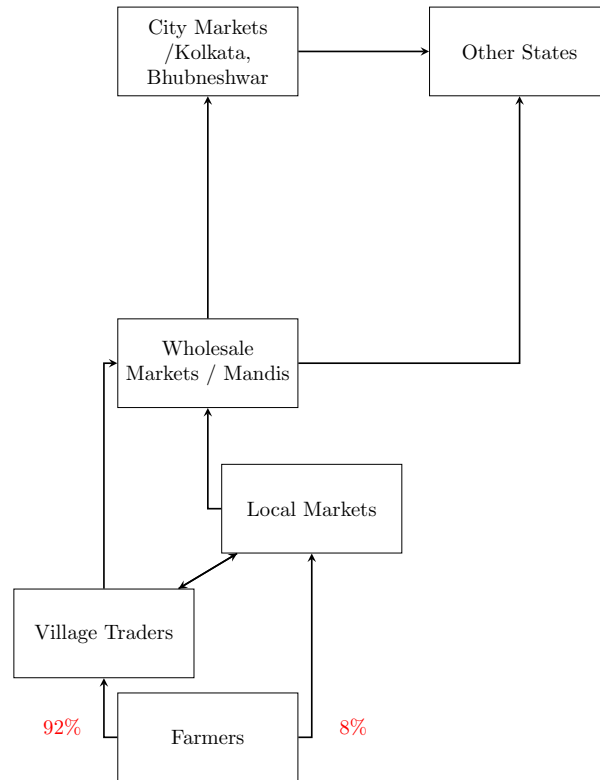 City Markets
/Kolkata,
Bhubneshwar
Other States
Wholesale
Markets / Mandis
Local Markets
Village Traders
92%
Farmers
8%